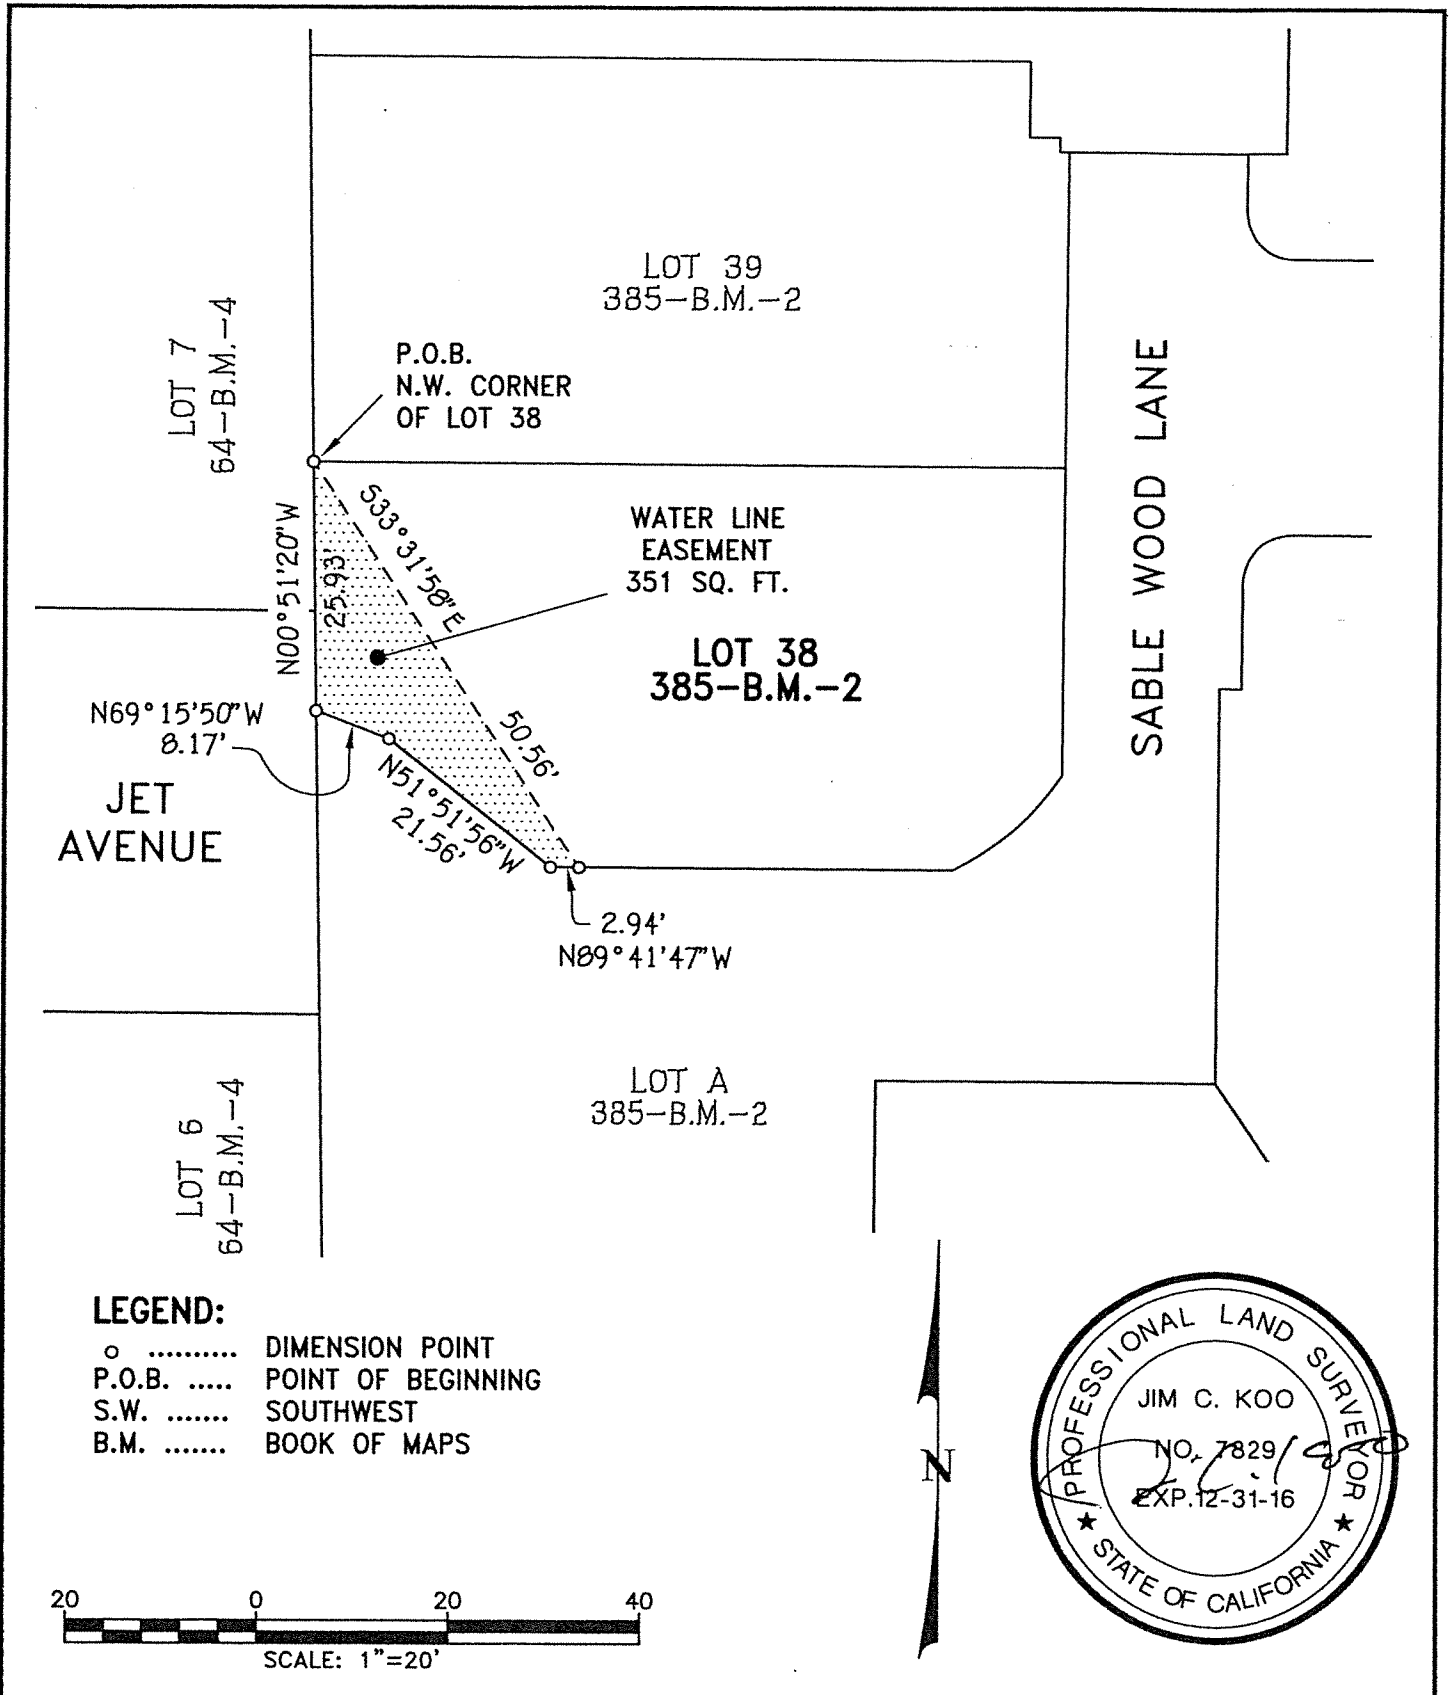 LOT 39
385-B.M.-2
LOT 7
64-B.M.-4
P.O.B.
N.W. CORNER
OF LOT 38
SABLE WOOD LANE
S33°31'58"E
50.56'
N00°51'20"W
25.93'
WATER LINE
EASEMENT
351 SQ. FT.
LOT 38
385-B.M.-2
N69°15'50"W
8.17'
JET
AVENUE
N51°51'56"W
21.56'
2.94'
N89°41'47"W
LOT A
385-B.M.-2
LOT 6
64-B.M.-4
LEGEND:
o .......... DIMENSION POINT
P.O.B. ..... POINT OF BEGINNING
S.W. ....... SOUTHWEST
B.M. ....... BOOK OF MAPS
N
PROFESSIONAL LAND SURVEYOR
JIM C. KOO
NO. 7829
EXP.12-31-16
★ STATE OF CALIFORNIA ★
20 0 20 40
SCALE: 1"=20'